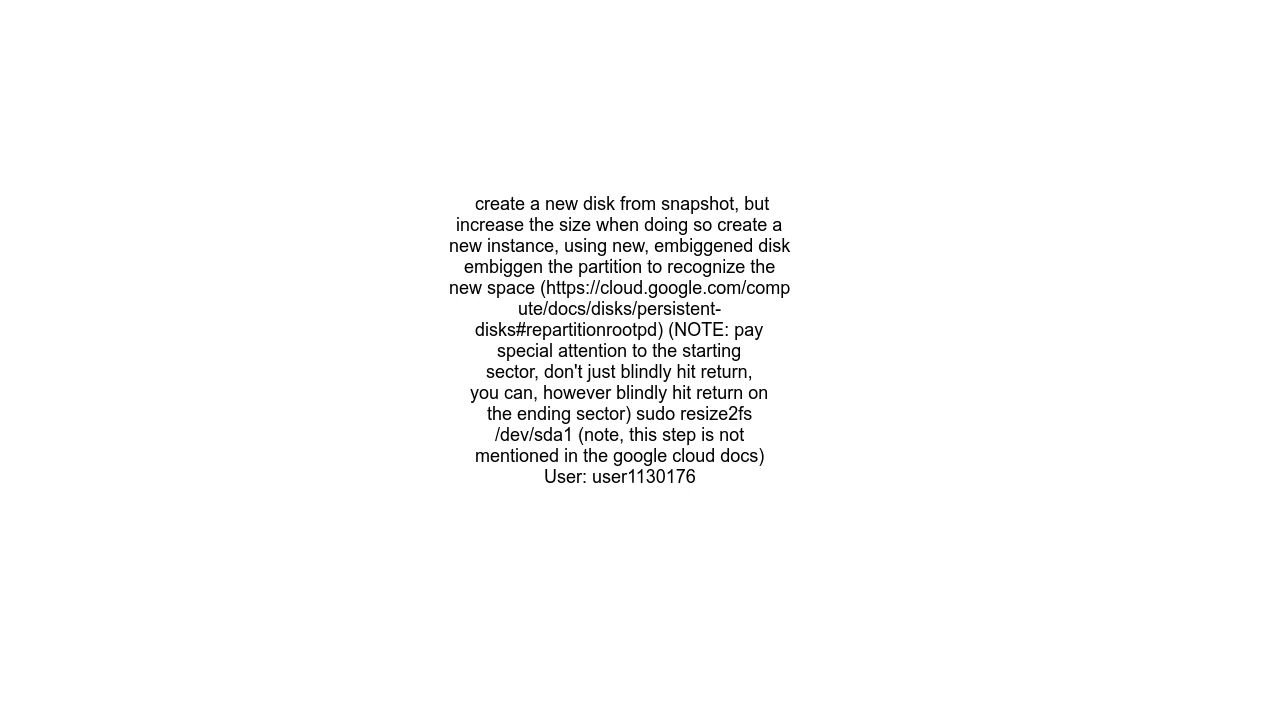 create a new disk from snapshot, but
increase the size when doing so create a
new instance, using new, embiggened disk
embiggen the partition to recognize the
new space (https://cloud.google.com/comp
ute/docs/disks/persistent-
disks#repartitionrootpd) (NOTE: pay
special attention to the starting
sector, don't just blindly hit return,
you can, however blindly hit return on
the ending sector) sudo resize2fs
/dev/sda1 (note, this step is not
mentioned in the google cloud docs)
User: user1130176